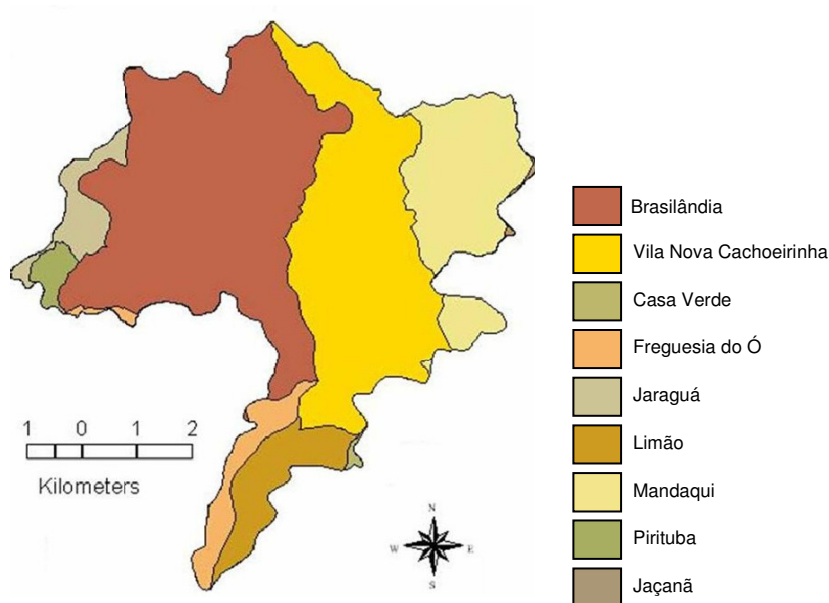 Brasilândia
Vila Nova Cachoeirinha
Casa Verde
Freguesia do Ó
Jaraguá
Limão
Mandaqui
Pirituba
Jaçanã
1 0 1 2
Kilometers
N
W E
S